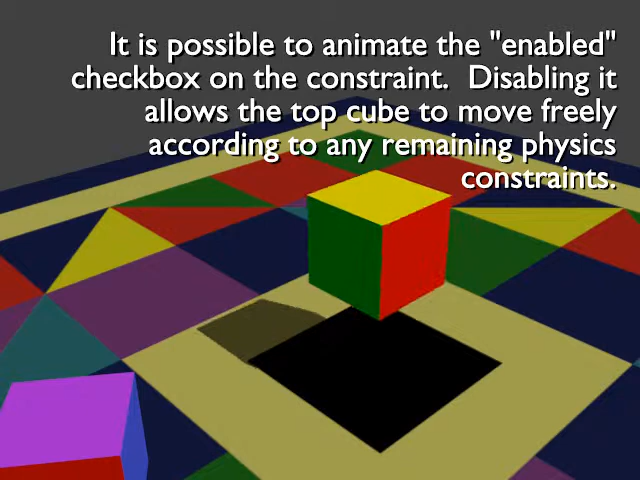 It is possible to animate the "enabled"
checkbox on the constraint.  Disabling it
allows the top cube to move freely
according to any remaining physics
constraints.